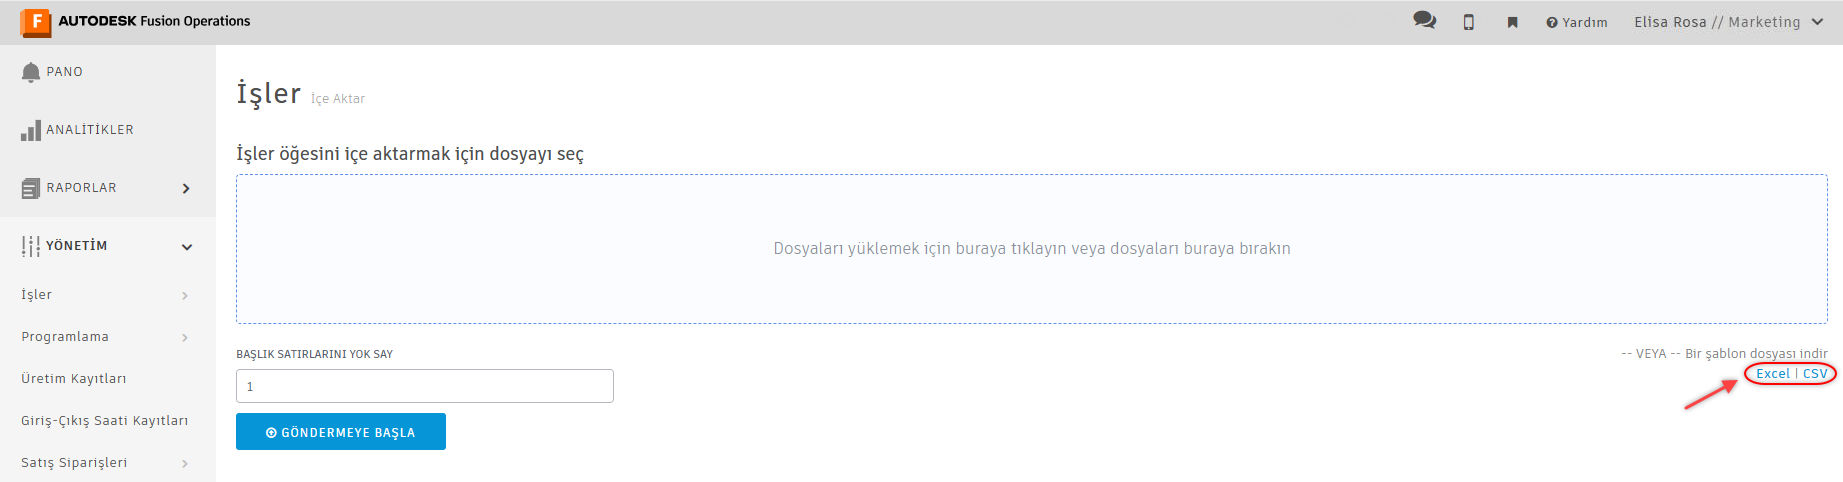 AUTODESK Fusion Operations
Yardım
Elisa Rosa // Marketing
PANO
ANALİTİKLER
RAPORLAR
YÖNETİM
İşler
Programlama
Üretim Kayıtları
Giriş-Çıkış Saati Kayıtları
Satış Siparişleri
İşler İçe Aktar
İşler öğesini içe aktarmak için dosyayı seç
Dosyaları yüklemek için buraya tıklayın veya dosyaları buraya bırakın
BAŞLIK SATIRLARINI YOK SAY
1
GÖNDERMEYE BAŞLA
-- VEYA -- Bir şablon dosyası indir
Excel | CSV